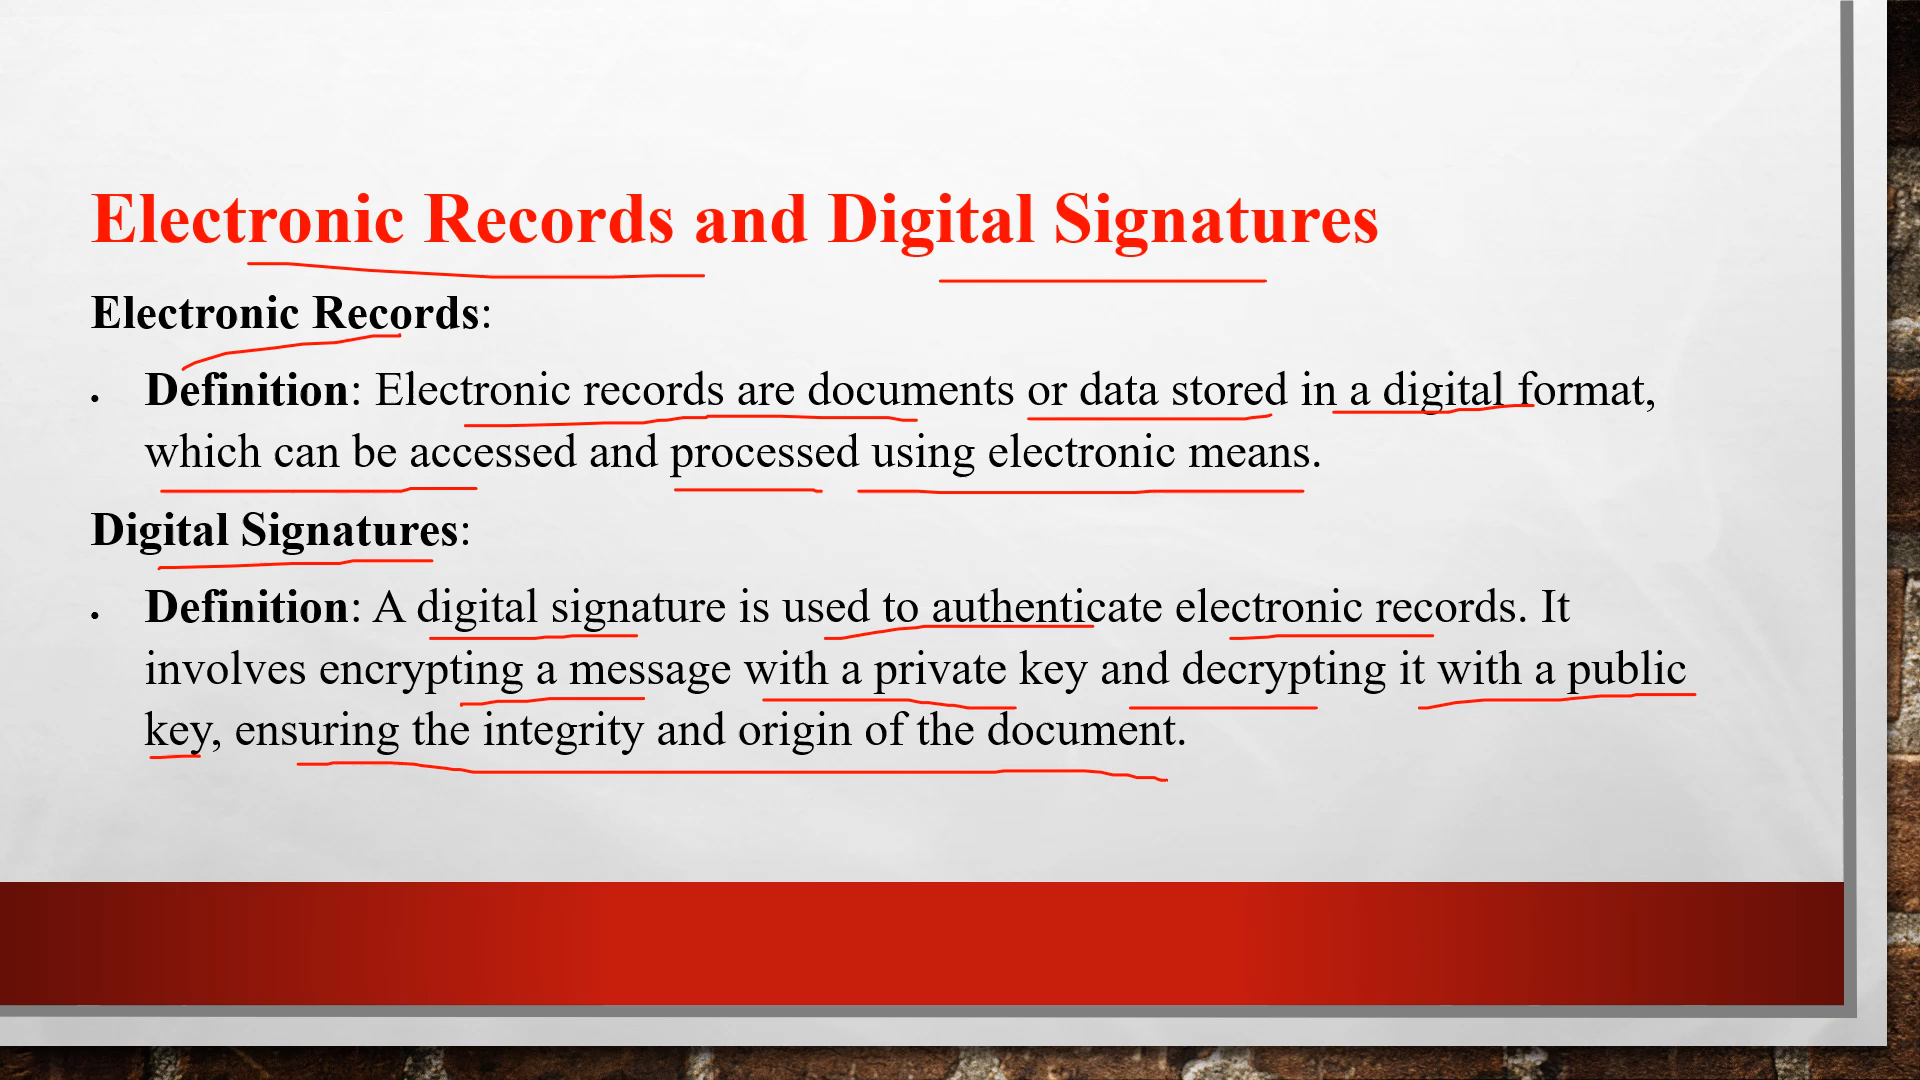 Electronic Records and Digital Signatures
Electronic Records:
• Definition: Electronic records are documents or data stored in a digital format,
which can be accessed and processed using electronic means.
Digital Signatures:
• Definition: A digital signature is used to authenticate electronic records. It
involves encrypting a message with a private key and decrypting it with a public
key, ensuring the integrity and origin of the document.